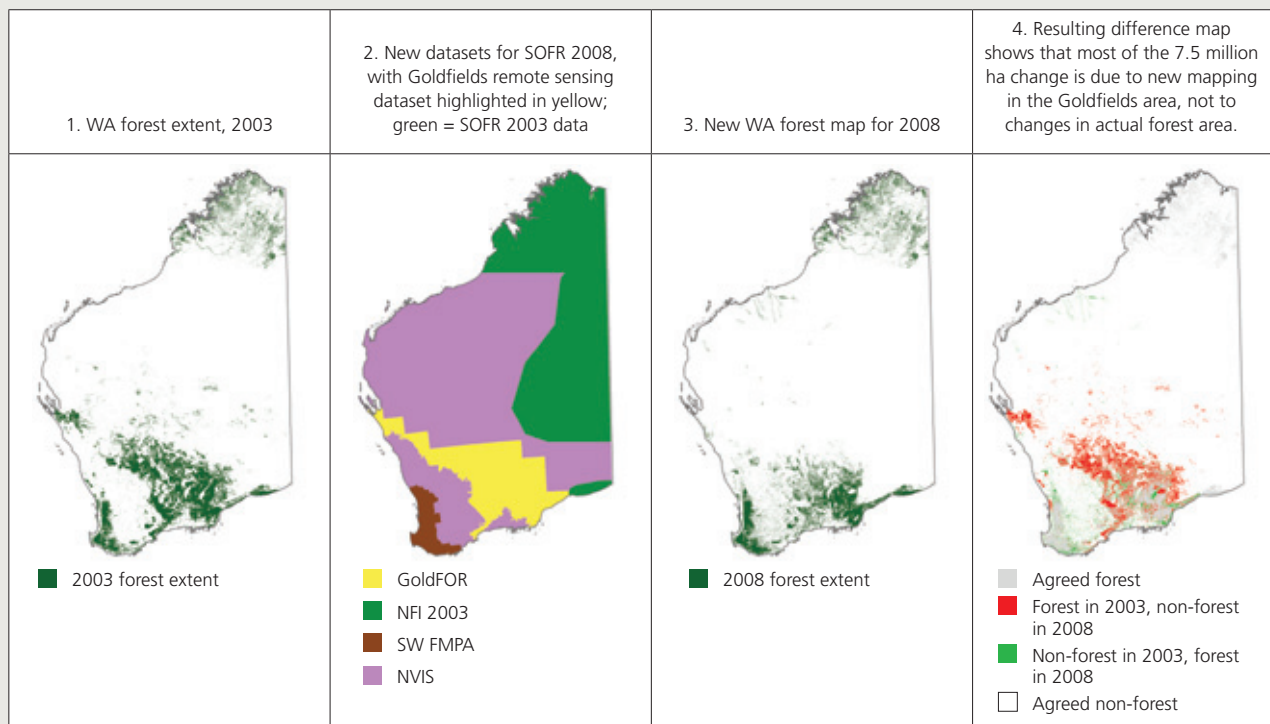 1. WA forest extent, 2003
2. New datasets for SOFR 2008,
with Goldfields remote sensing
dataset highlighted in yellow;
green = SOFR 2003 data
3. New WA forest map for 2008
4. Resulting difference map
shows that most of the 7.5 million
ha change is due to new mapping
in the Goldfields area, not to
changes in actual forest area.
2003 forest extent
GoldFOR
NFI 2003
SW FMPA
NVIS
2008 forest extent
Agreed forest
Forest in 2003, non-forest
in 2008
Non-forest in 2003, forest
in 2008
Agreed non-forest